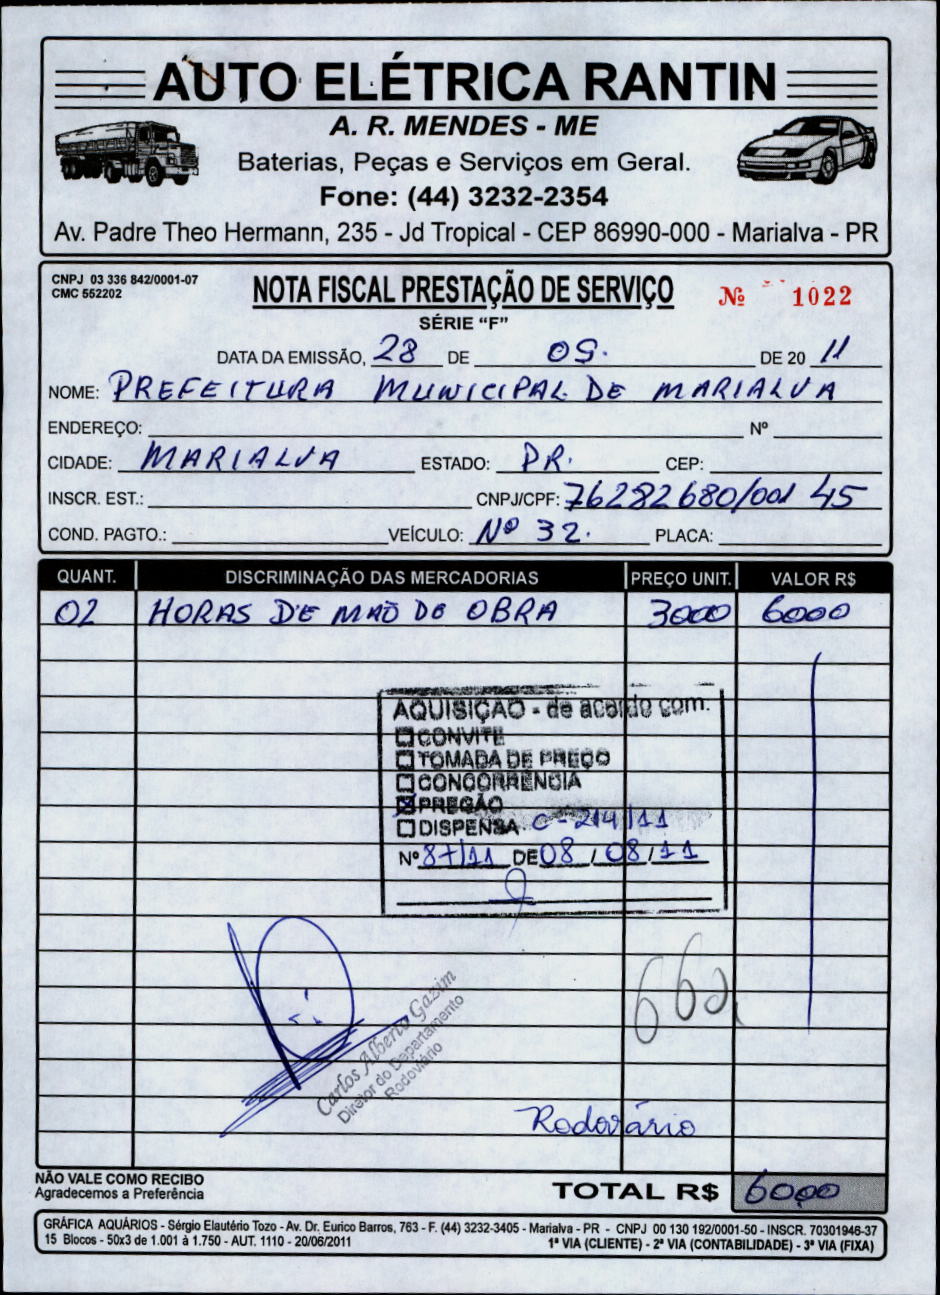 AUTO ELÉTRICA RANTIN
A. R. MENDES - ME
Baterias, Peças e Serviços em Geral.
Fone: (44) 3232-2354
Av. Padre Theo Hermann, 235 - Jd Tropical - CEP 86990-000 - Marialva - PR
CNPJ 03 336 842/0001-07
CMC 552202
NOTA FISCAL PRESTAÇÃO DE SERVIÇO
Nº 1022
SÉRIE “F”
DATA DA EMISSÃO, 28 DE 09. DE 20 11
NOME: PREFEITURA MUNICIPAL DE MARIALVA
ENDEREÇO: Nº
CIDADE: MARIALVA ESTADO: PR. CEP:
INSCR. EST.: CNPJ/CPF: 76282680/001 45
COND. PAGTO.: VEÍCULO: Nº 32. PLACA:
QUANT. DISCRIMINAÇÃO DAS MERCADORIAS PREÇO UNIT. VALOR R$
02 HORAS DE MÃO DE OBRA 3000 6000
AQUISIÇÃO - de acordo com:
CONVITE
TOMADA DE PREÇO
CONCORRÊNCIA
PREGÃO
DISPENSA C-214/11
Nº 87/11 DE 08/08/11
660,
Carlos Alberto Gazim
Diretor do Departamento
Rodoviário
Rodoviário
NÃO VALE COMO RECIBO
Agradecemos a Preferência
TOTAL R$ 6000
GRÁFICA AQUÁRIOS - Sérgio Elautério Tozo - Av. Dr. Eurico Barros, 763 - F. (44) 3232-3405 - Marialva - PR - CNPJ 00 130 192/0001-50 - INSCR. 70301946-37
15 Blocos - 50x3 de 1.001 à 1.750 - AUT. 1110 - 20/06/2011 1ª VIA (CLIENTE) - 2ª VIA (CONTABILIDADE) - 3ª VIA (FIXA)